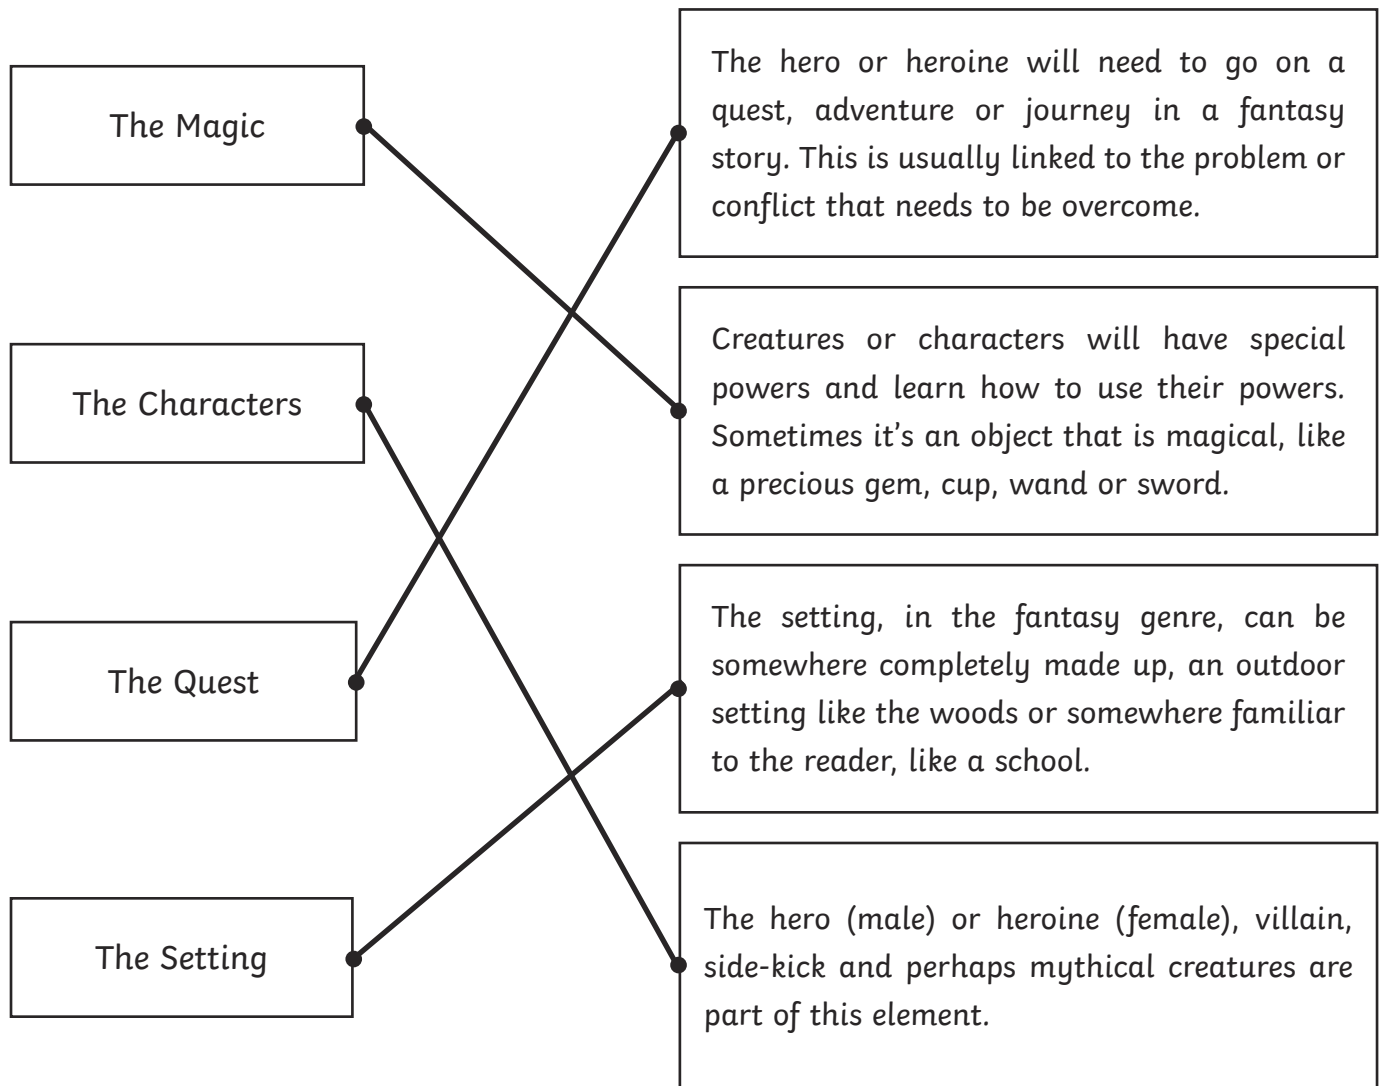 The Magic
The Characters
The Quest
The Setting
The hero or heroine will need to go on a
quest, adventure or journey in a fantasy
story. This is usually linked to the problem or
conflict that needs to be overcome.
Creatures or characters will have special
powers and learn how to use their powers.
Sometimes it's an object that is magical, like
a precious gem, cup, wand or sword.
The setting, in the fantasy genre, can be
somewhere completely made up, an outdoor
setting like the woods or somewhere familiar
to the reader, like a school.
The hero (male) or heroine (female), villain,
side-kick and perhaps mythical creatures are
part of this element.